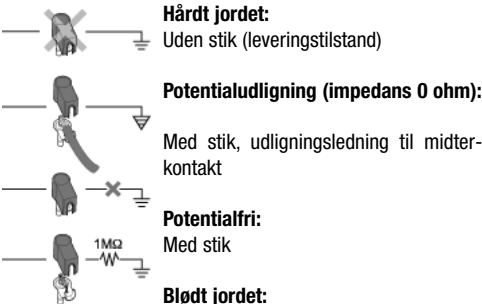 Hårdt jordet:
Uden stik (leveringstilstand)
Potentialudligning (impedans 0 ohm):
Med stik, udligningsledning til midter-
kontakt
Potentialfri:
Med stik
1MΩ
Blødt jordet: